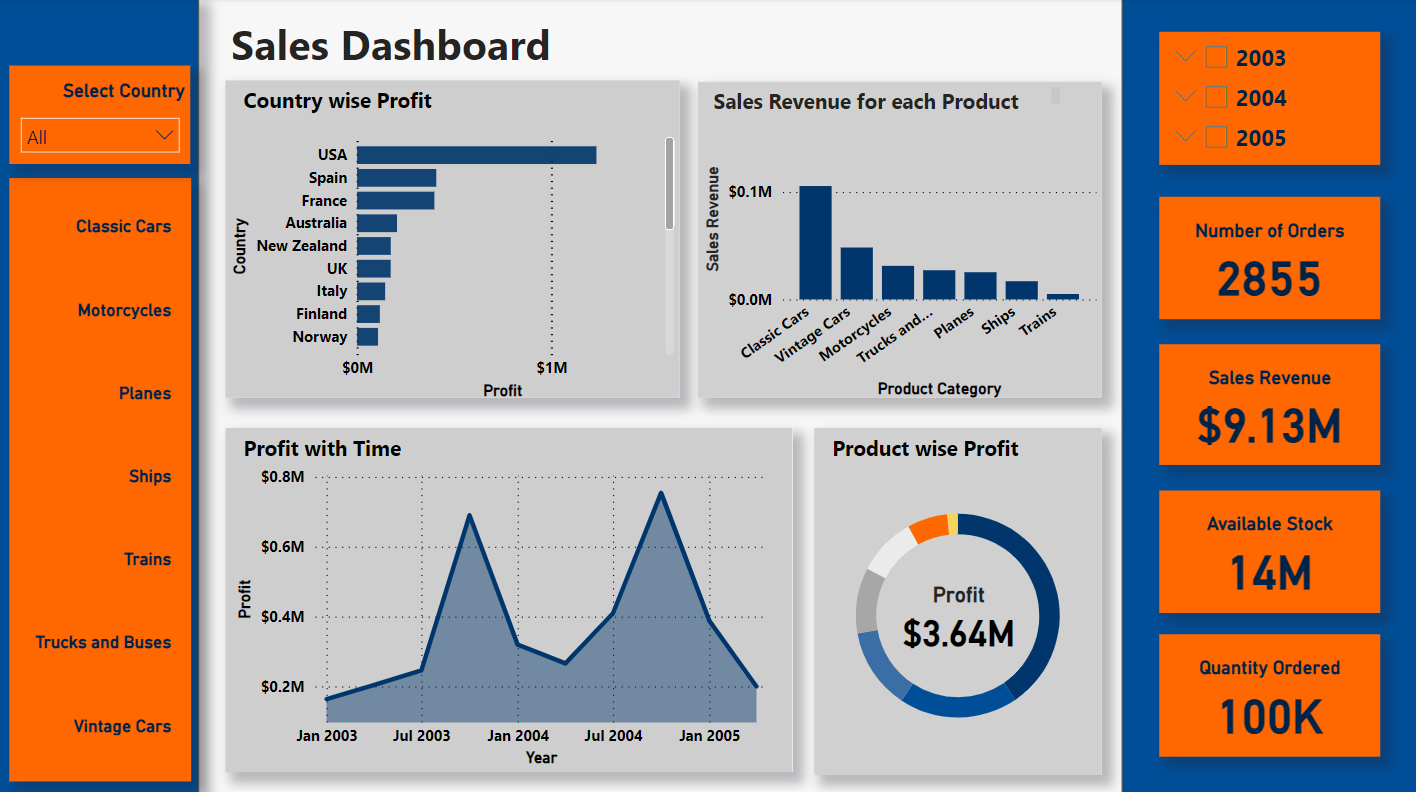 Sales Dashboard
Select Country
All
Classic Cars
Motorcycles
Planes
Ships
Trains
Trucks and Buses
Vintage Cars
Country wise Profit
Country
USA
Spain
France
Australia
New Zealand
UK
Italy
Finland
Norway
$0M $1M
Profit
Sales Revenue for each Product
Sales Revenue
$0.1M
$0.0M
Classic Cars
Vintage Cars
Motorcycles
Trucks and...
Planes
Ships
Trains
Product Category
Profit with Time
Profit
$0.8M
$0.6M
$0.4M
$0.2M
Jan 2003 Jul 2003 Jan 2004 Jul 2004 Jan 2005
Year
Product wise Profit
Profit
$3.64M
2003
2004
2005
Number of Orders
2855
Sales Revenue
$9.13M
Available Stock
14M
Quantity Ordered
100K